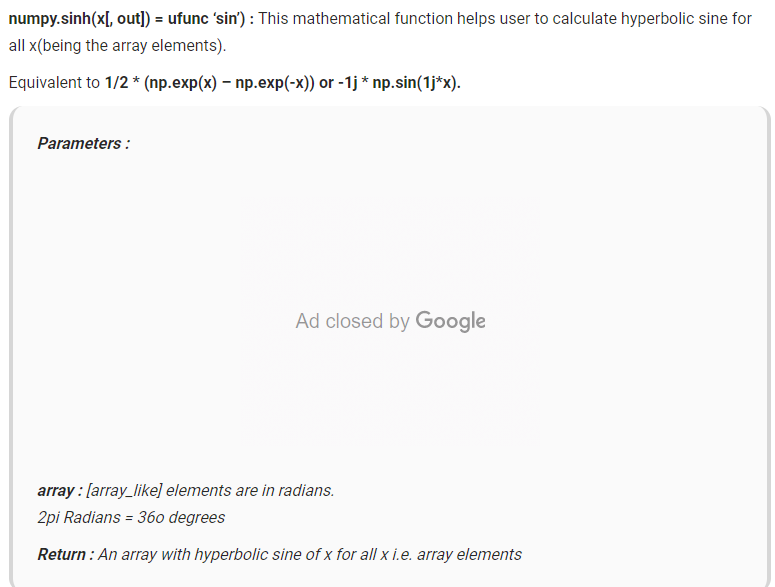 numpy.sinh(x[, out]) = ufunc ‘sin’) : This mathematical function helps user to calculate hyperbolic sine for
all x(being the array elements).
Equivalent to 1/2 * (np.exp(x) – np.exp(-x)) or -1j * np.sin(1j*x).
Parameters :
Ad closed by Google
array : [array_like] elements are in radians.
2pi Radians = 36o degrees
Return : An array with hyperbolic sine of x for all x i.e. array elements